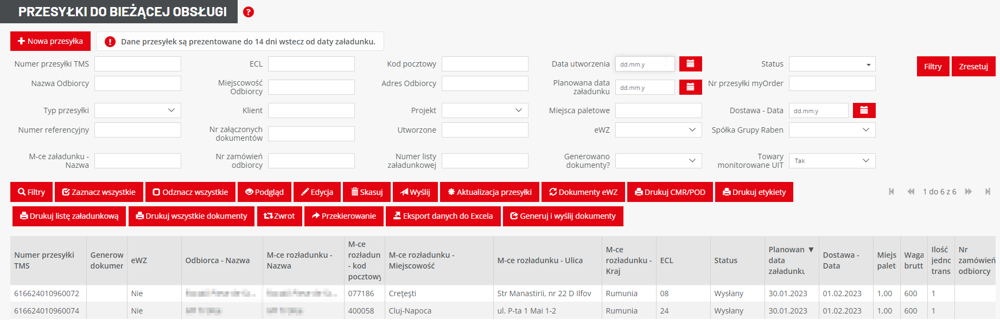 PRZESYŁKI DO BIEŻĄCEJ OBSŁUGI ?
Nowa przesyłka
! Dane przesyłek są prezentowane do 14 dni wstecz od daty załadunku.
Numer przesyłki TMS ECL Kod pocztowy Data utworzenia dd.mm.y Status Filtry Zresetuj
Nazwa Odbiorcy Miejscowość Odbiorcy Adres Odbiorcy Planowana data załadunku dd.mm.y Nr przesyłki myOrder
Typ przesyłki Klient Projekt Miejsca paletowe Dostawa - Data dd.mm.y
Numer referencyjny Nr załączonych dokumentów Utworzone eWZ Spółka Grupy Raben
M-ce załadunku - Nazwa Nr zamówień odbiorcy Numer listy załadunkowej Generowano dokumenty? Towary monitorowane UIT Tak
Filtry Zaznacz wszystkie Odznacz wszystkie Podgląd Edycja Skasuj Wyślij Aktualizacja przesyłki Dokumenty eWZ Drukuj CMR/POD Drukuj etykiety 1 do 6 z 6
Drukuj listę załadunkową Drukuj wszystkie dokumenty Zwrot Przekierowanie Eksport danych do Excela Generuj i wyślij dokumenty
Numer przesyłki TMS Generow dokumen eWZ Odbiorca - Nazwa M-ce rozładunku - Nazwa M-ce rozładun - kod pocztowy M-ce rozładunku - Miejscowość M-ce rozładunku - Ulica M-ce rozładunku - Kraj ECL Status Planowan ▼ data załadunku Dostawa - Data Miejs palet Waga brutt Ilość jednc trans Nr zamówień odbiorcy
616624010960072 Nie 077186 Creţeşti Str Manastirii, nr 22 D Ilfov Rumunia 08 Wysłany 30.01.2023 01.02.2023 1,00 600 1
616624010960074 Nie 400058 Cluj-Napoca ul. P-ta 1 Mai 1-2 Rumunia 24 Wysłany 30.01.2023 01.02.2023 1,00 600 1